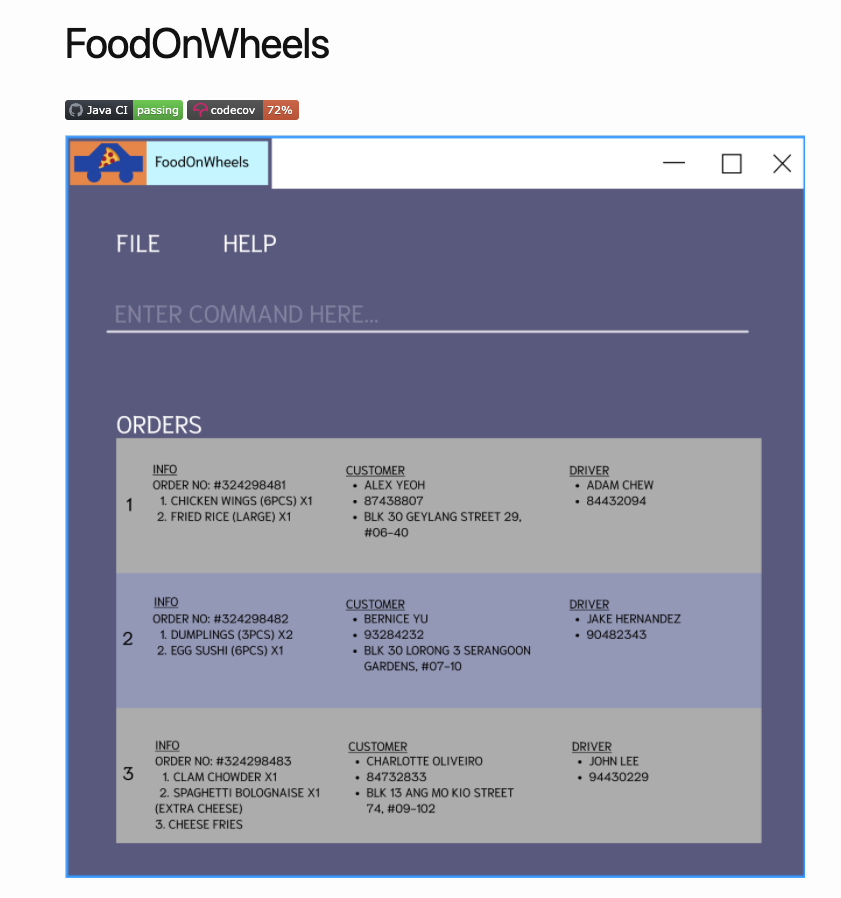 FoodOnWheels
Java CI passing codecov 72%
FoodOnWheels
FILE HELP
ENTER COMMAND HERE...
ORDERS
1
INFO
ORDER NO: #324298481
1. CHICKEN WINGS (6PCS) X1
2. FRIED RICE (LARGE) X1
CUSTOMER
• ALEX YEOH
• 87438807
• BLK 30 GEYLANG STREET 29,
#06-40
DRIVER
• ADAM CHEW
• 84432094
2
INFO
ORDER NO: #324298482
1. DUMPLINGS (3PCS) X2
2. EGG SUSHI (6PCS) X1
CUSTOMER
• BERNICE YU
• 93284232
• BLK 30 LORONG 3 SERANGOON
GARDENS, #07-10
DRIVER
• JAKE HERNANDEZ
• 90482343
3
INFO
ORDER NO: #324298483
1. CLAM CHOWDER X1
2. SPAGHETTI BOLOGNAISE X1
(EXTRA CHEESE)
3. CHEESE FRIES
CUSTOMER
• CHARLOTTE OLIVEIRO
• 84732833
• BLK 13 ANG MO KIO STREET
74, #09-102
DRIVER
• JOHN LEE
• 94430229